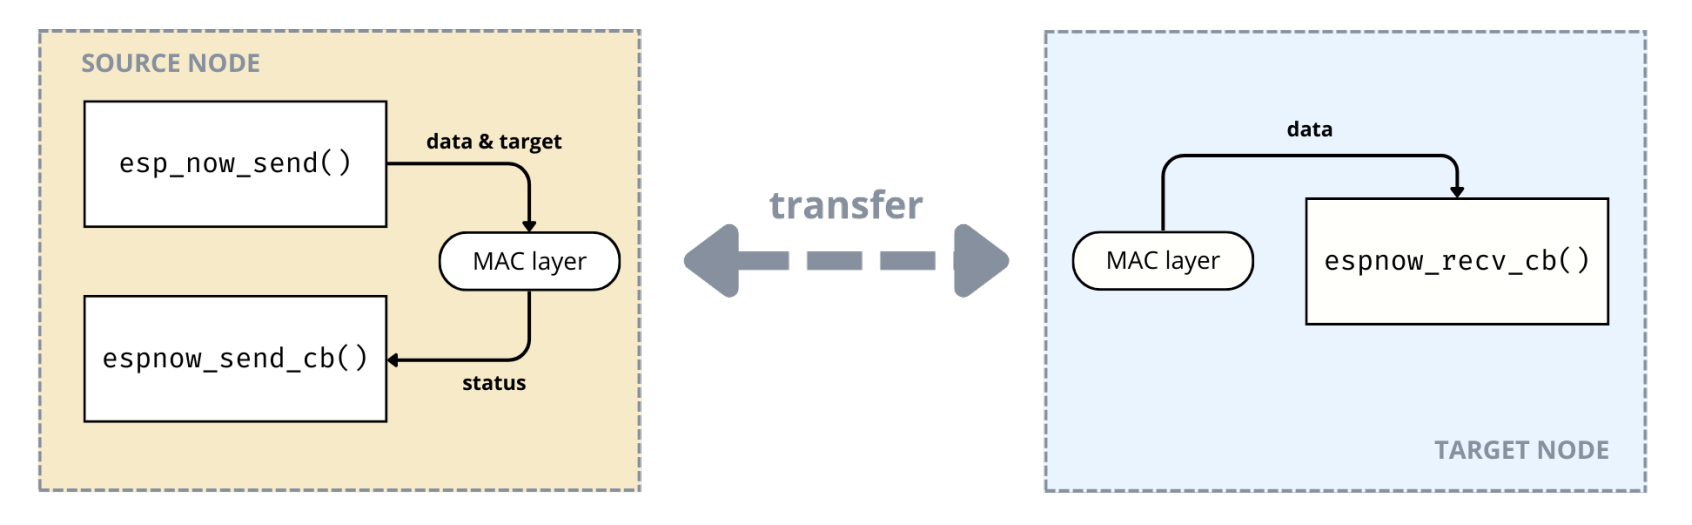 SOURCE NODE
esp_now_send()
data & target
MAC layer
espnow_send_cb()
status
transfer
data
MAC layer
espnow_recv_cb()
TARGET NODE